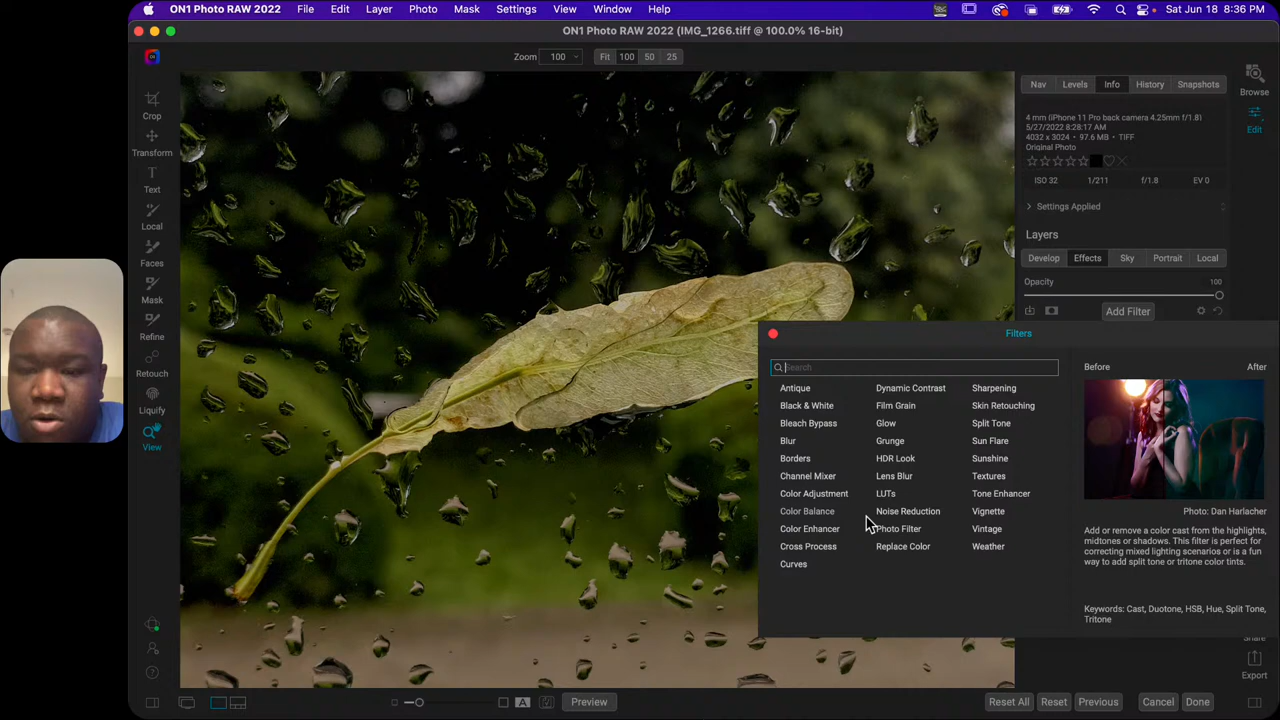 ON1 Photo RAW 2022 File Edit Layer Photo Mask Settings View Window Help Sat Jun 18 8:36 PM
ON1 Photo RAW 2022 (IMG_1266.tiff @ 100.0% 16-bit)
ON
Zoom 100 Fit 100 50 25
Crop
Transform
Text
Local
Faces
Mask
Refine
Retouch
Liquify
View
Nav Levels Info History Snapshots
Browse
Edit
4 mm (iPhone 11 Pro back camera 4.25mm f/1.8)
5/27/2022 8:28:17 AM
4032 x 3024 • 97.6 MB • TIFF
Original Photo
ISO 32 1/211 f/1.8 EV 0
Settings Applied
Layers
Develop Effects Sky Portrait Local
Opacity 100
Add Filter
Filters
Search
Antique Dynamic Contrast Sharpening
Black & White Film Grain Skin Retouching
Bleach Bypass Glow Split Tone
Blur Grunge Sun Flare
Borders HDR Look Sunshine
Channel Mixer Lens Blur Textures
Color Adjustment LUTs Tone Enhancer
Color Balance Noise Reduction Vignette
Color Enhancer Photo Filter Vintage
Cross Process Replace Color Weather
Curves
Before After
Photo: Dan Harlacher
Add or remove a color cast from the highlights,
midtones or shadows. This filter is perfect for
correcting mixed lighting scenarios or is a fun
way to add split tone or tritone color tints.
Keywords: Cast, Duotone, HSB, Hue, Split Tone,
Tritone
Share
Export
A Preview Reset All Reset Previous Cancel Done